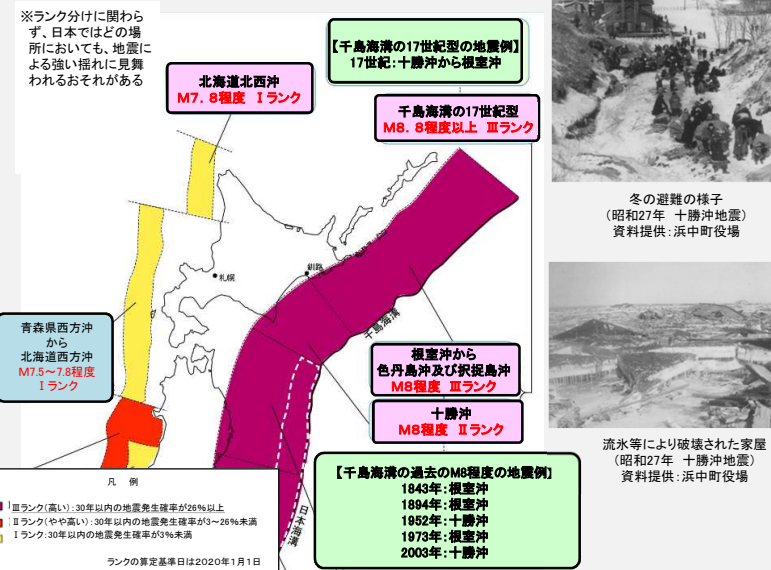 ※ランク分けに関わら
ず、日本ではどの場
所においても、地震に
よる強い揺れに見舞
われるおそれがある
【千島海溝の17世紀型の地震例】
17世紀：十勝沖から根室沖
北海道北西沖
M7．8程度　Ⅰランク
千島海溝の17世紀型
M8．8程度以上　Ⅲランク
冬の避難の様子
（昭和27年　十勝沖地震）
資料提供：浜中町役場
札幌
釧路
千島海溝
青森県西方沖
から
北海道西方沖
M7.5～7.8程度
Ⅰランク
根室沖から
色丹島沖及び択捉島沖
M8程度　Ⅲランク
十勝沖
M8程度　Ⅱランク
流氷等により破壊された家屋
（昭和27年　十勝沖地震）
資料提供：浜中町役場
【千島海溝の過去のM8程度の地震例】
1843年：根室沖
1894年：根室沖
1952年：十勝沖
1973年：根室沖
2003年：十勝沖
日本海溝
凡　例
Ⅲランク（高い）：30年以内の地震発生確率が26％以上
Ⅱランク（やや高い）：30年以内の地震発生確率が3～26％未満
Ⅰランク：30年以内の地震発生確率が3％未満
ランクの算定基準日は2020年1月1日